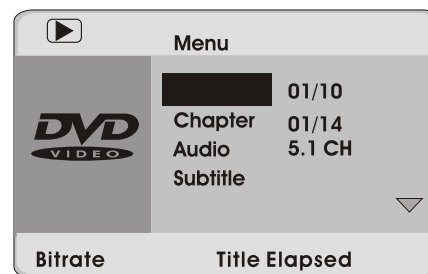 Menu
01/10
Chapter 01/14
Audio 5.1 CH
Subtitle
DVD
VIDEO
Bitrate Title Elapsed